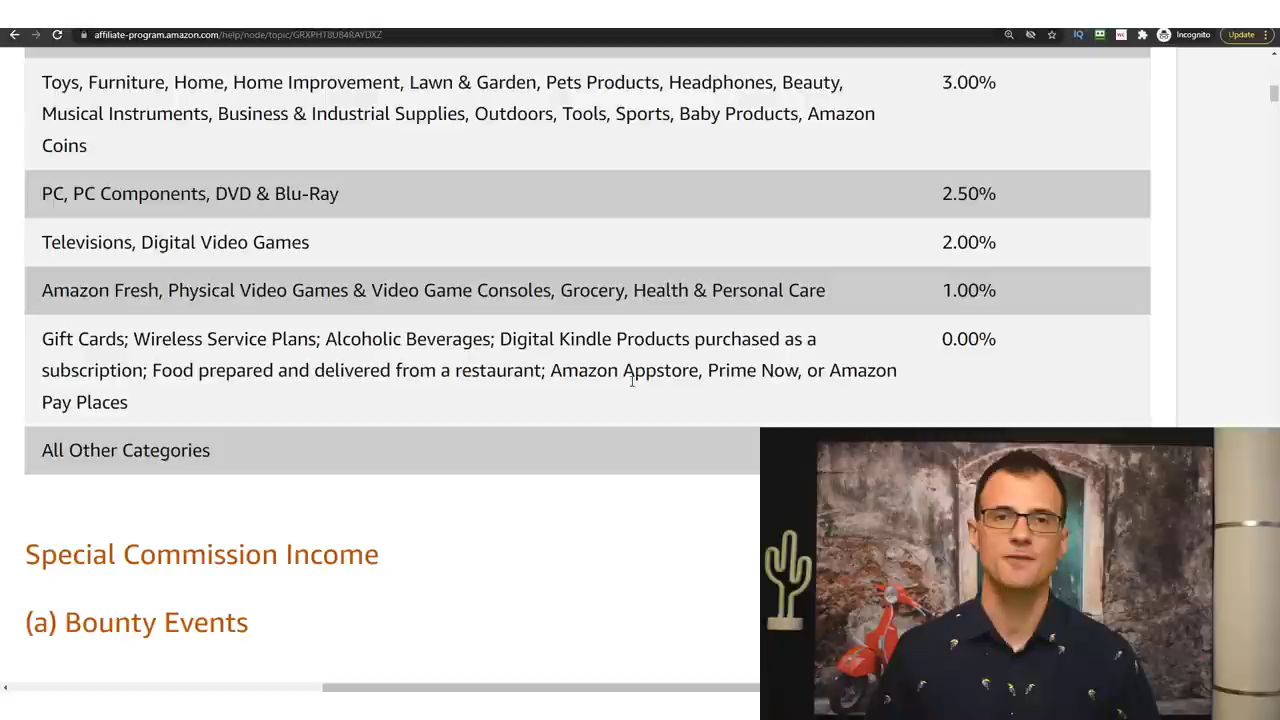 affiliate-program.amazon.com/help/node/topic/GRXPHT8U84RAYDXZ
Incognito
Update
Toys, Furniture, Home, Home Improvement, Lawn & Garden, Pets Products, Headphones, Beauty,
3.00%
Musical Instruments, Business & Industrial Supplies, Outdoors, Tools, Sports, Baby Products, Amazon
Coins
PC, PC Components, DVD & Blu-Ray
2.50%
Televisions, Digital Video Games
2.00%
Amazon Fresh, Physical Video Games & Video Game Consoles, Grocery, Health & Personal Care
1.00%
Gift Cards; Wireless Service Plans; Alcoholic Beverages; Digital Kindle Products purchased as a
0.00%
subscription; Food prepared and delivered from a restaurant; Amazon Appstore, Prime Now, or Amazon
Pay Places
All Other Categories
Special Commission Income
(a) Bounty Events